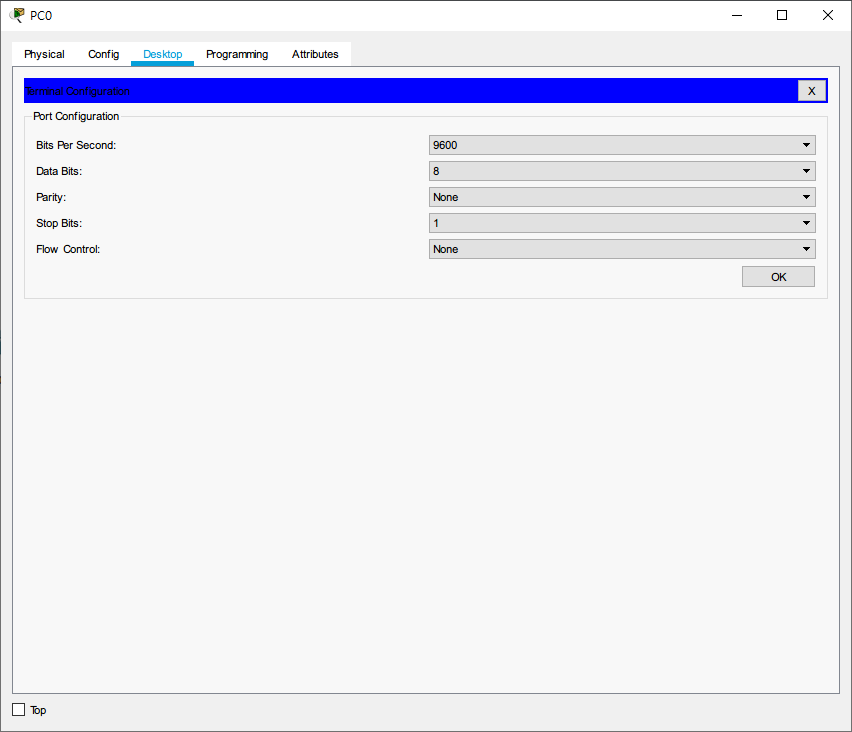 PC0
Physical Config Desktop Programming Attributes
Terminal Configuration X
Port Configuration
Bits Per Second: 9600
Data Bits: 8
Parity: None
Stop Bits: 1
Flow Control: None
OK
Top